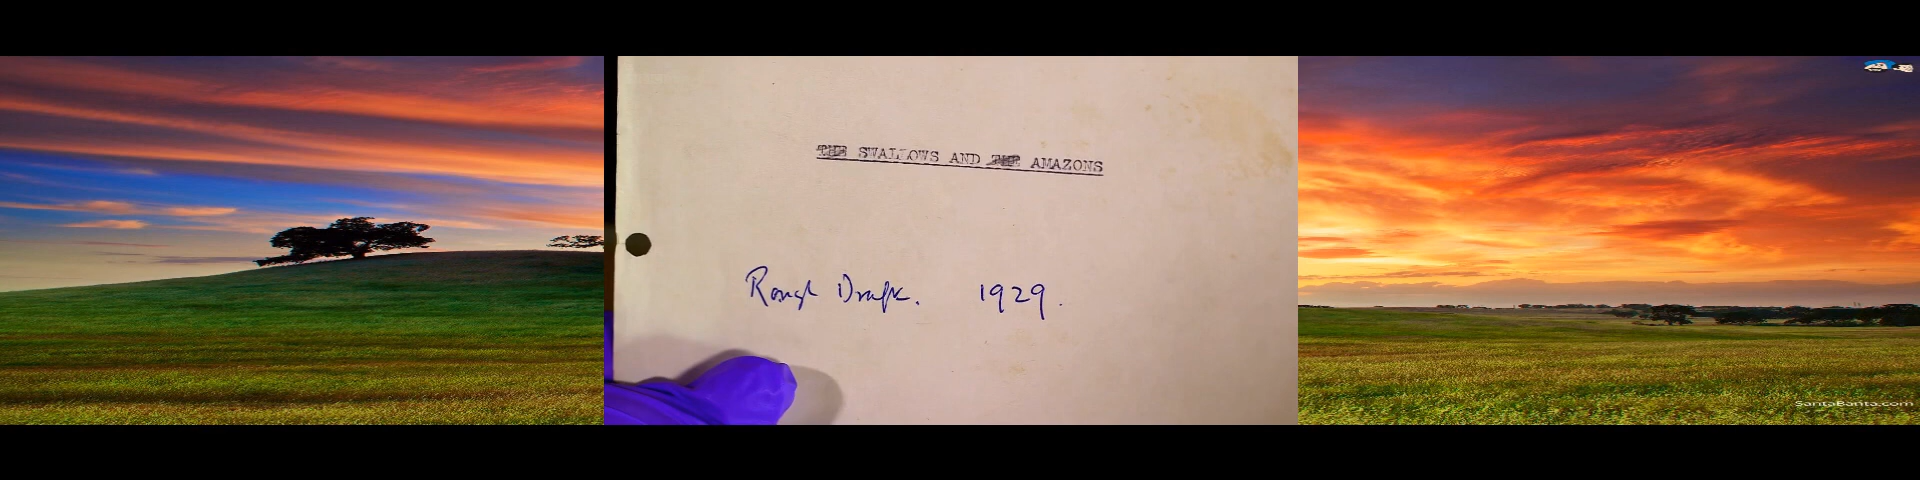 THE SWALLOWS AND THE AMAZONS
Rough Draft. 1929.
SantaBanta.com